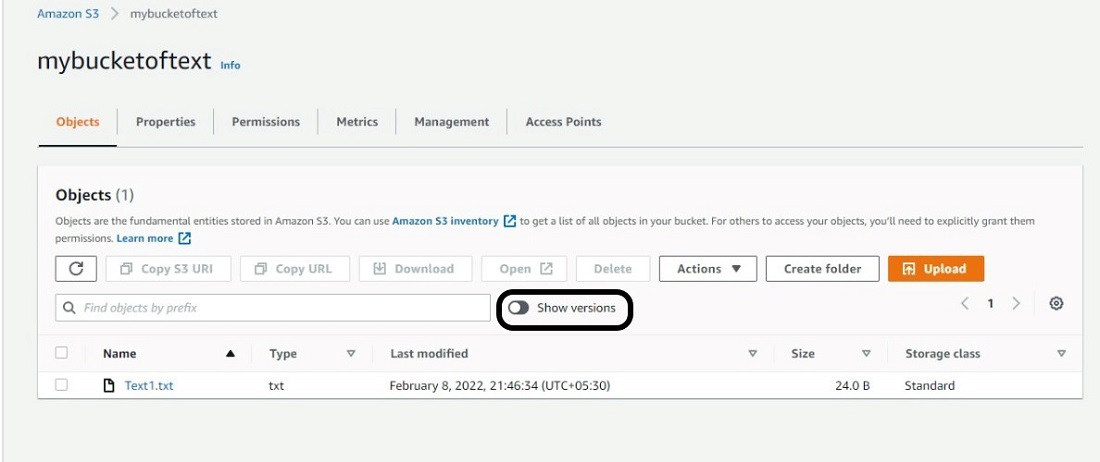 Amazon S3 > mybucketoftext
mybucketoftext Info
Objects Properties Permissions Metrics Management Access Points
Objects (1)
Objects are the fundamental entities stored in Amazon S3. You can use Amazon S3 inventory to get a list of all objects in your bucket. For others to access your objects, you'll need to explicitly grant them
permissions. Learn more
Copy S3 URI Copy URL Download Open Delete Actions Create folder Upload
Find objects by prefix Show versions < 1 >
Name Type Last modified Size Storage class
Text1.txt txt February 8, 2022, 21:46:34 (UTC+05:30) 24.0 B Standard